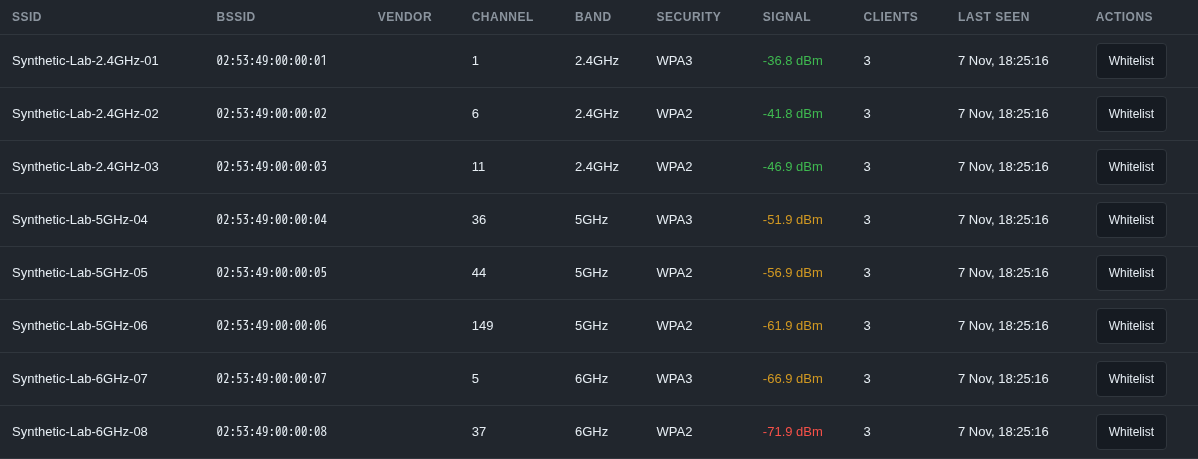 SSID BSSID VENDOR CHANNEL BAND SECURITY SIGNAL CLIENTS LAST SEEN ACTIONS
Synthetic-Lab-2.4GHz-01 02:53:49:00:00:01 1 2.4GHz WPA3 -36.8 dBm 3 7 Nov, 18:25:16 Whitelist
Synthetic-Lab-2.4GHz-02 02:53:49:00:00:02 6 2.4GHz WPA2 -41.8 dBm 3 7 Nov, 18:25:16 Whitelist
Synthetic-Lab-2.4GHz-03 02:53:49:00:00:03 11 2.4GHz WPA2 -46.9 dBm 3 7 Nov, 18:25:16 Whitelist
Synthetic-Lab-5GHz-04 02:53:49:00:00:04 36 5GHz WPA3 -51.9 dBm 3 7 Nov, 18:25:16 Whitelist
Synthetic-Lab-5GHz-05 02:53:49:00:00:05 44 5GHz WPA2 -56.9 dBm 3 7 Nov, 18:25:16 Whitelist
Synthetic-Lab-5GHz-06 02:53:49:00:00:06 149 5GHz WPA2 -61.9 dBm 3 7 Nov, 18:25:16 Whitelist
Synthetic-Lab-6GHz-07 02:53:49:00:00:07 5 6GHz WPA3 -66.9 dBm 3 7 Nov, 18:25:16 Whitelist
Synthetic-Lab-6GHz-08 02:53:49:00:00:08 37 6GHz WPA2 -71.9 dBm 3 7 Nov, 18:25:16 Whitelist